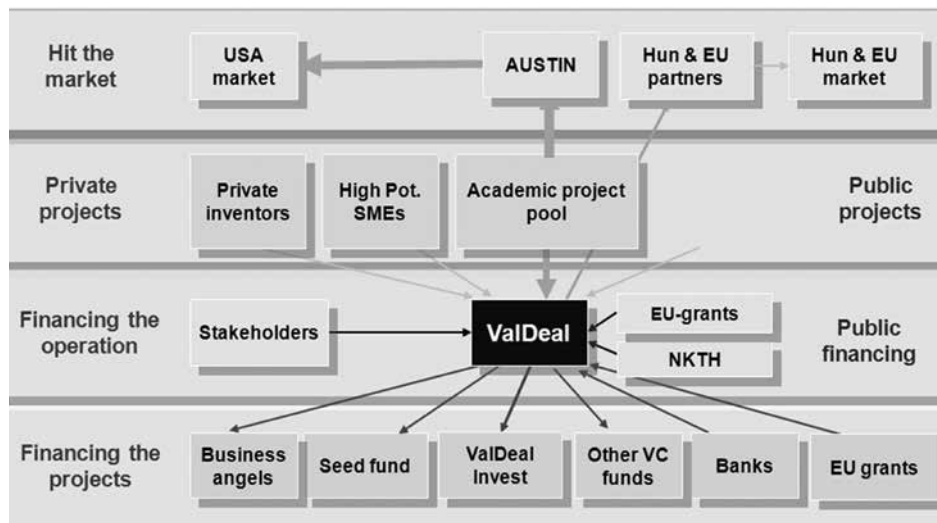 Hit the
market
USA
market
AUSTIN
Hun & EU
partners
Hun & EU
market
Private
projects
Private
inventors
High Pot.
SMEs
Academic project
pool
Public
projects
Financing the
operation
Stakeholders
ValDeal
EU-grants
NKTH
Public
financing
Financing the
projects
Business
angels
Seed fund
ValDeal
Invest
Other VC
funds
Banks
EU grants